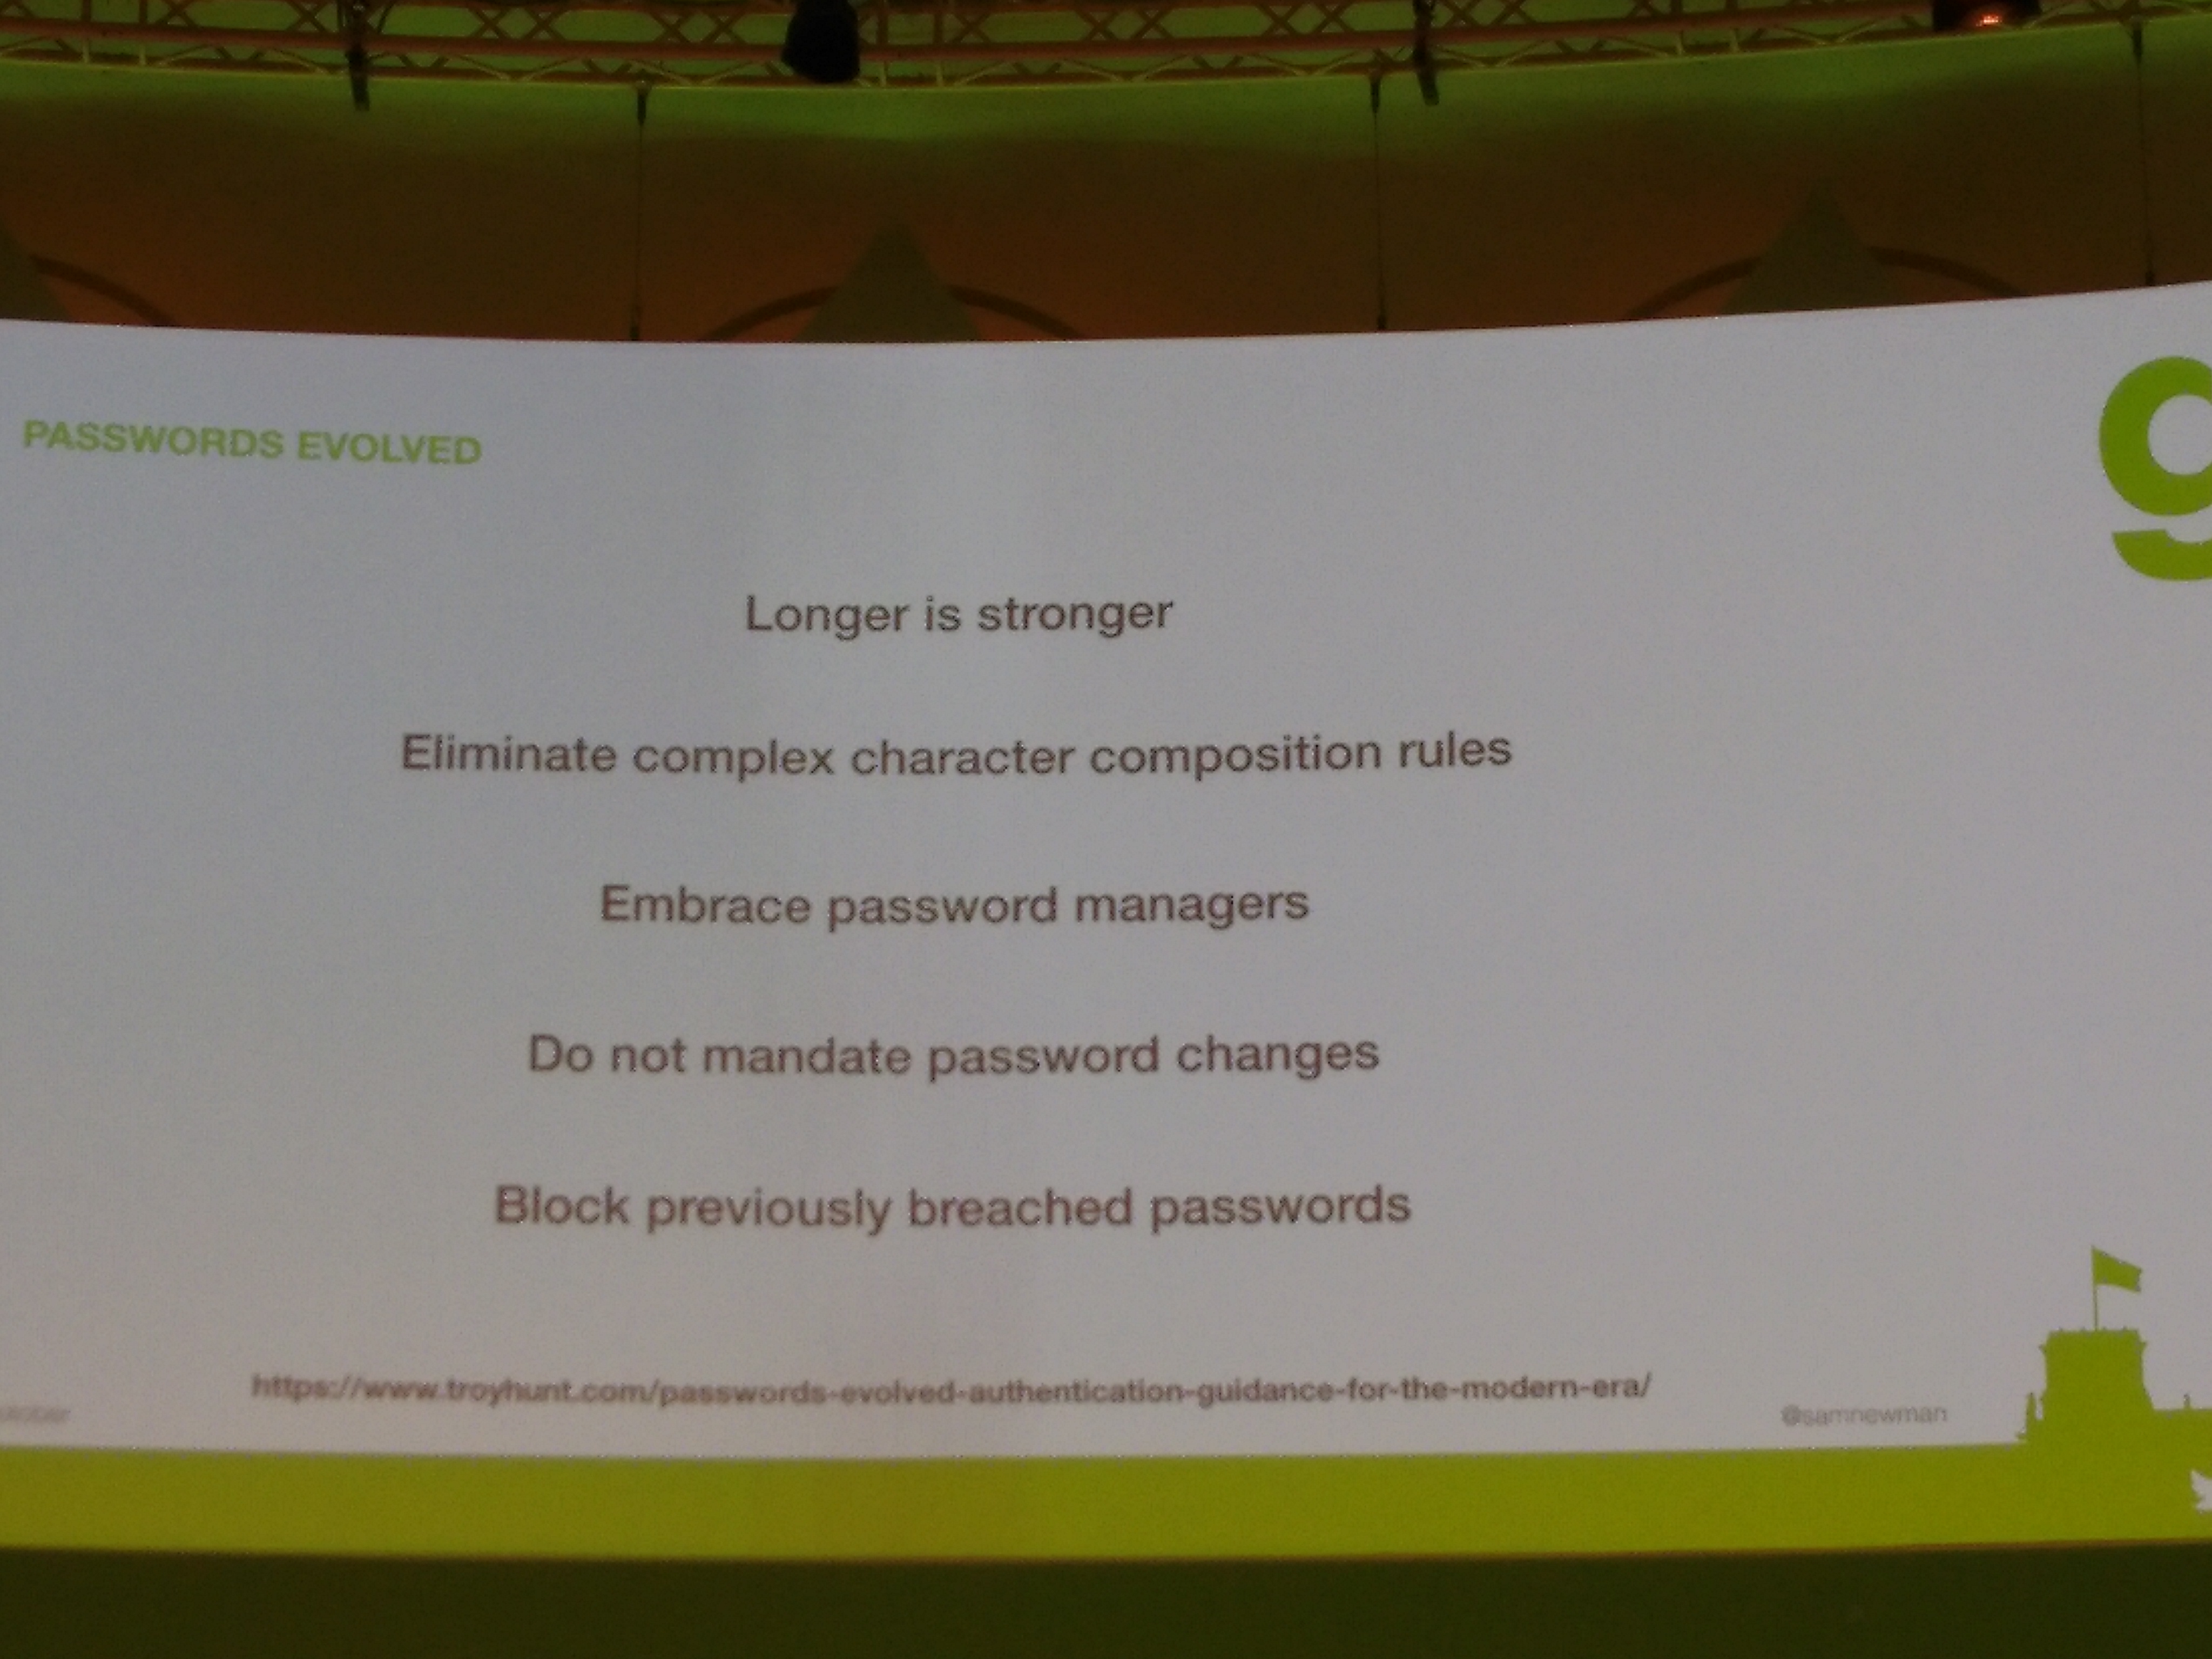 PASSWORDS EVOLVED
Longer is stronger
Eliminate complex character composition rules
Embrace password managers
Do not mandate password changes
Block previously breached passwords
https://www.troyhunt.com/passwords-evolved-authentication-guidance-for-the-modern-era/
@samnewman